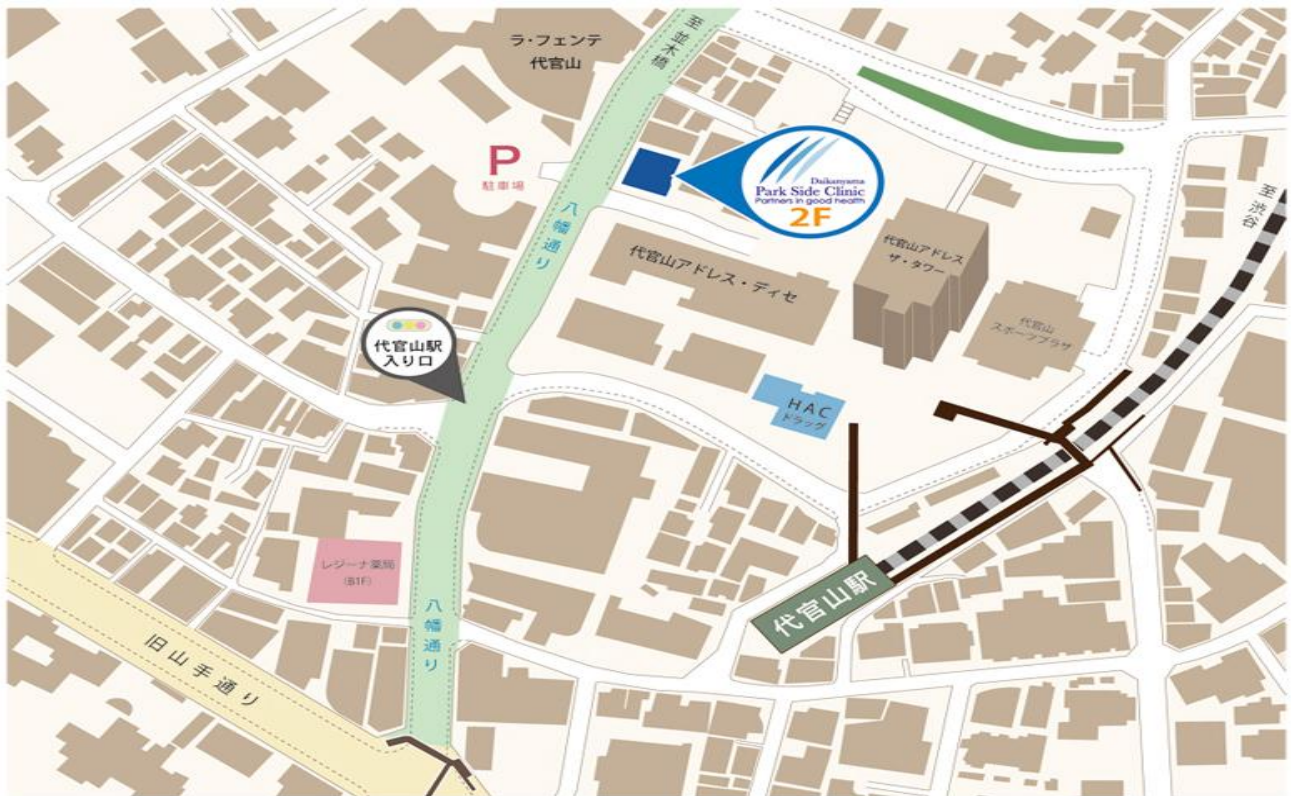 ラ・フェンテ
代官山
至並木橋
P
駐車場
Daikanyama
Park Side Clinic
Partners in good health
2F
八幡通り
至渋谷
代官山アドレス
ザ・タワー
代官山アドレス・ディセ
代官山
スポーツプラザ
代官山駅
入り口
HAC
ドラッグ
レジーナ薬局
(B1F)
代官山駅
八幡通り
旧山手通り